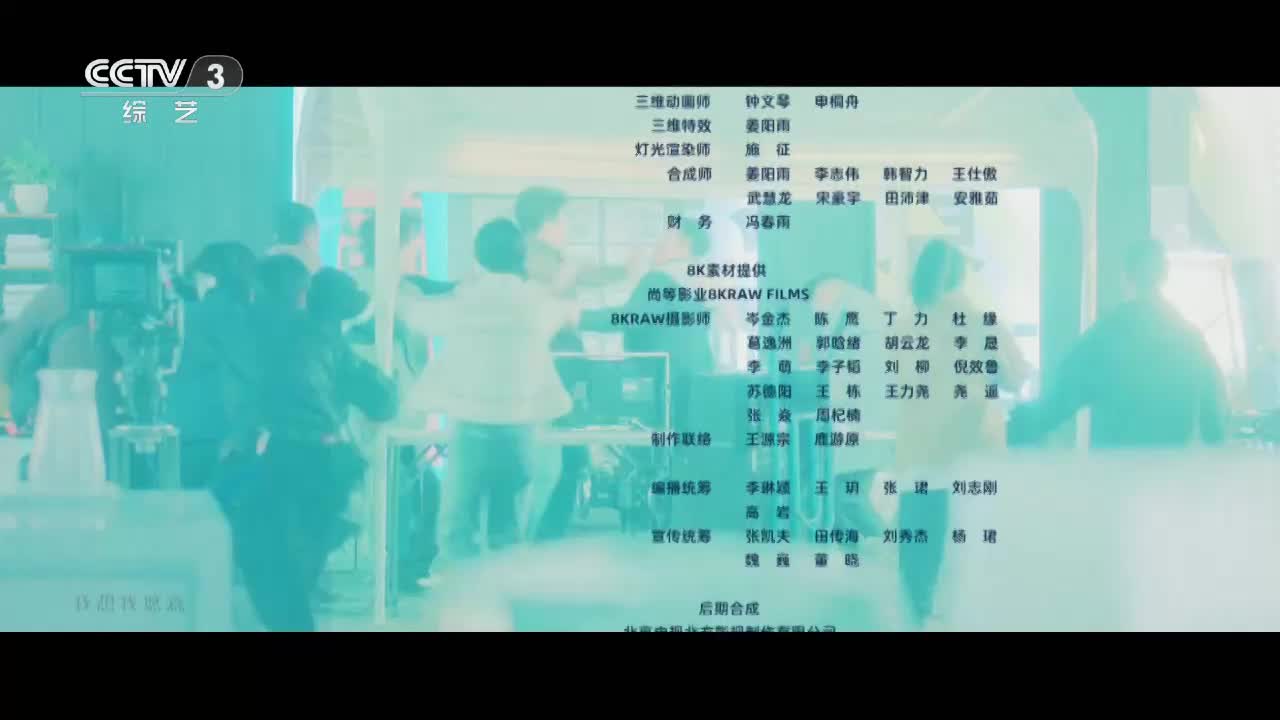 CCTV 3
综艺
三维动画师 钟文琴 申桐舟
三维特效 姜阳雨
灯光渲染师 施 征
合成师 姜阳雨 李志伟 韩智力 王仕傲
武慧龙 宋豪宇 田沛津 安雅茹
财 务 冯春雨
8K素材提供
尚等影业8KRAW FILMS
8KRAW摄影师 岑金杰 陈 鹰 丁 力 杜 缘
葛逸洲 郭晗绪 胡云龙 李 晟
李 萌 李子韬 刘 柳 倪效鲁
苏德阳 王 栋 王力尧 尧 遥
张 焱 周杞楠
制作联络 王源宗 鹿游原
编播统筹 李琳颖 王 玥 张 珺 刘志刚
高 岩
宣传统筹 张凯夫 田传海 刘秀杰 杨 珺
魏 巍 董 晓
后期合成